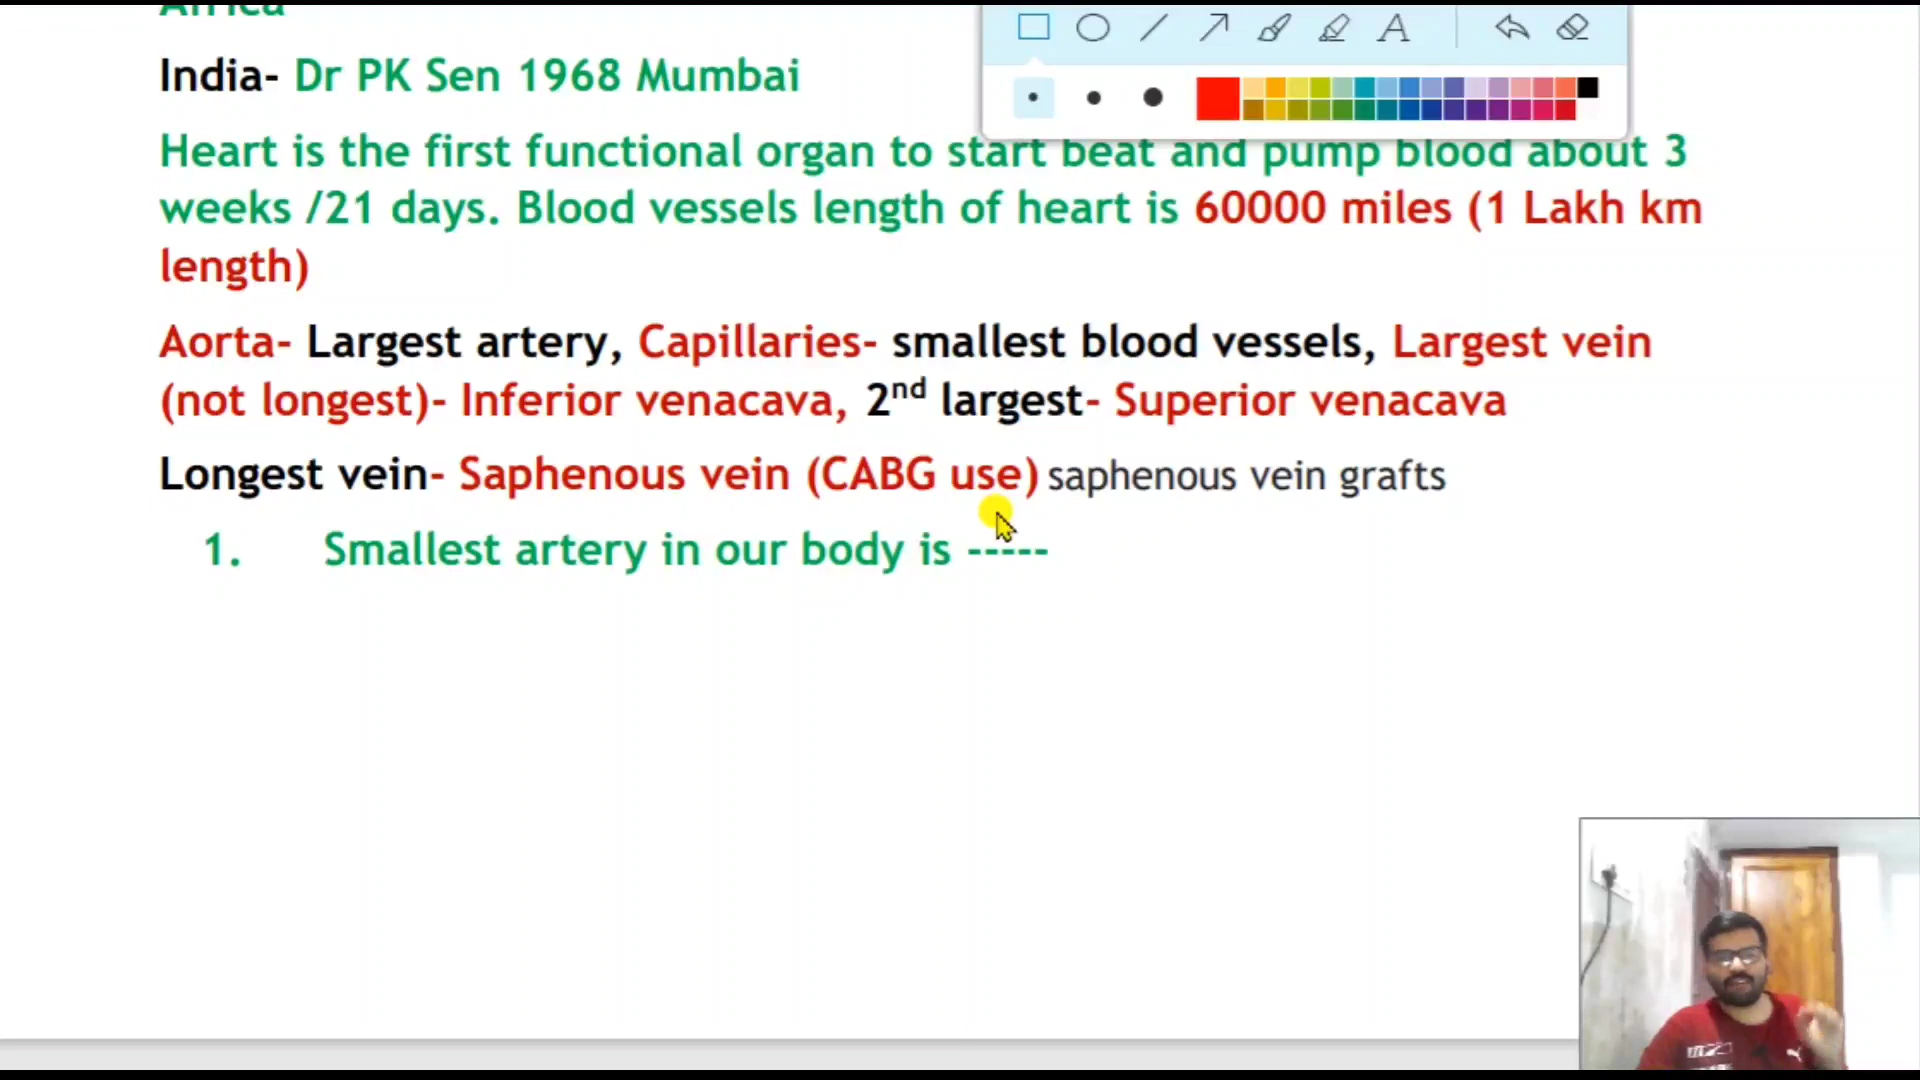 Africa
India- Dr PK Sen 1968 Mumbai
Heart is the first functional organ to start beat and pump blood about 3
weeks /21 days. Blood vessels length of heart is 60000 miles (1 Lakh km
length)
Aorta- Largest artery, Capillaries- smallest blood vessels, Largest vein
(not longest)- Inferior venacava, 2nd largest- Superior venacava
Longest vein- Saphenous vein (CABG use) saphenous vein grafts
1. Smallest artery in our body is -----